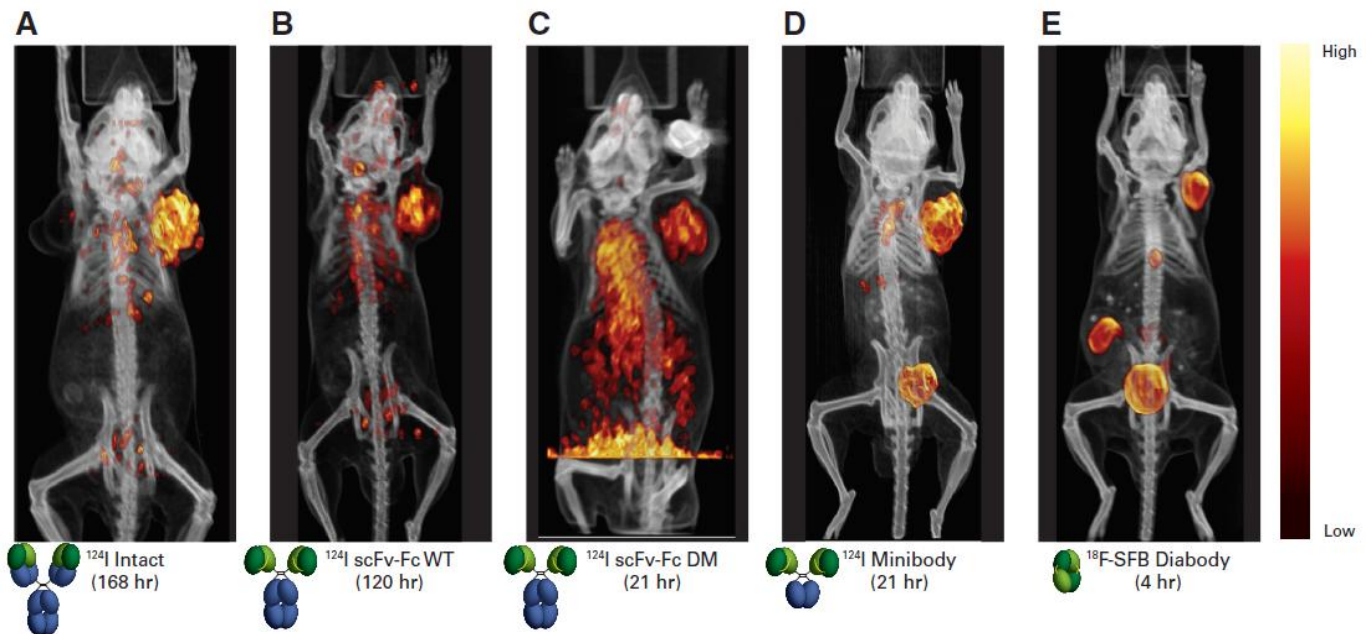 A
B
C
D
E
High
Low
¹²⁴I Intact
(168 hr)
¹²⁴I scFv-Fc WT
(120 hr)
¹²⁴I scFv-Fc DM
(21 hr)
¹²⁴I Minibody
(21 hr)
¹⁸F-SFB Diabody
(4 hr)